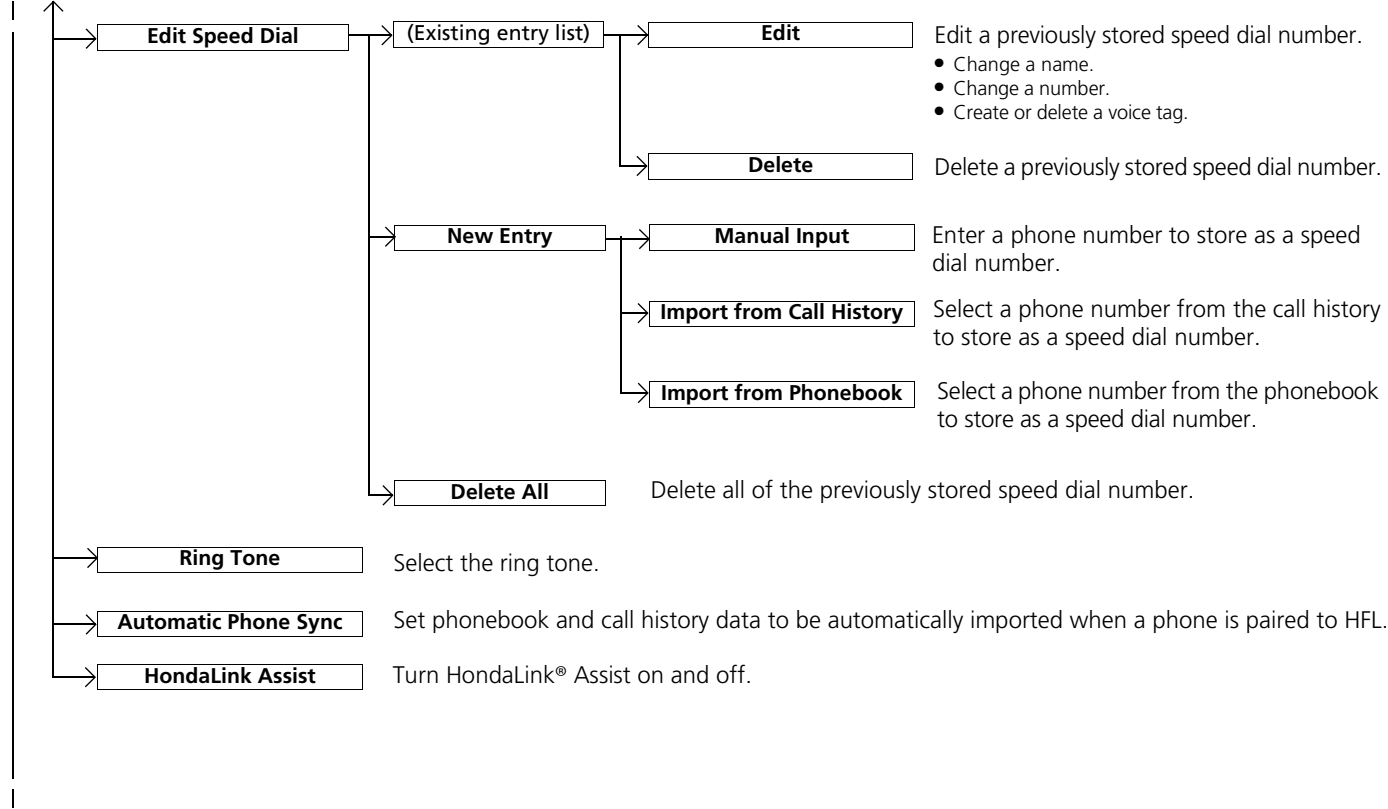 Edit Speed Dial
(Existing entry list)
Edit
Edit a previously stored speed dial number.
● Change a name.
● Change a number.
● Create or delete a voice tag.
Delete
Delete a previously stored speed dial number.
New Entry
Manual Input
Enter a phone number to store as a speed
dial number.
Import from Call History
Select a phone number from the call history
to store as a speed dial number.
Import from Phonebook
Select a phone number from the phonebook
to store as a speed dial number.
Delete All
Delete all of the previously stored speed dial number.
Ring Tone
Select the ring tone.
Automatic Phone Sync
Set phonebook and call history data to be automatically imported when a phone is paired to HFL.
HondaLink Assist
Turn HondaLink® Assist on and off.